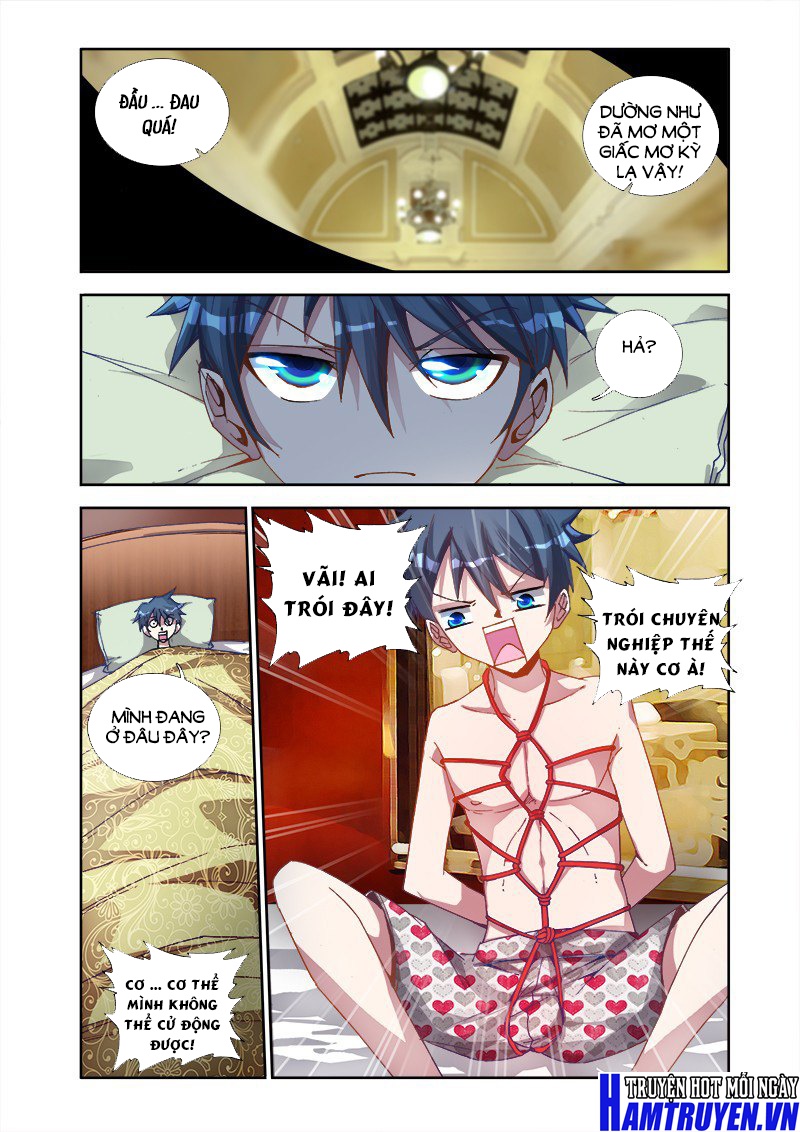 ĐẦU ... ĐAU
QUÁ!
DƯỜNG NHƯ
ĐÃ MƠ MỘT
GIẤC MƠ KỲ
LẠ VẬY!
HẢ?
MÌNH ĐANG
Ở ĐÂU ĐÂY?
CƠ ... CƠ THỂ
MÌNH KHÔNG
THỂ CỬ ĐỘNG
ĐƯỢC!
VÃI! AI
TRÓI ĐÂY!
TRÓI CHUYÊN
NGHIỆP THẾ
NÀY CƠ À!
TRUYỆN HOT MỖI NGÀY
HAMTRUYEN.VN